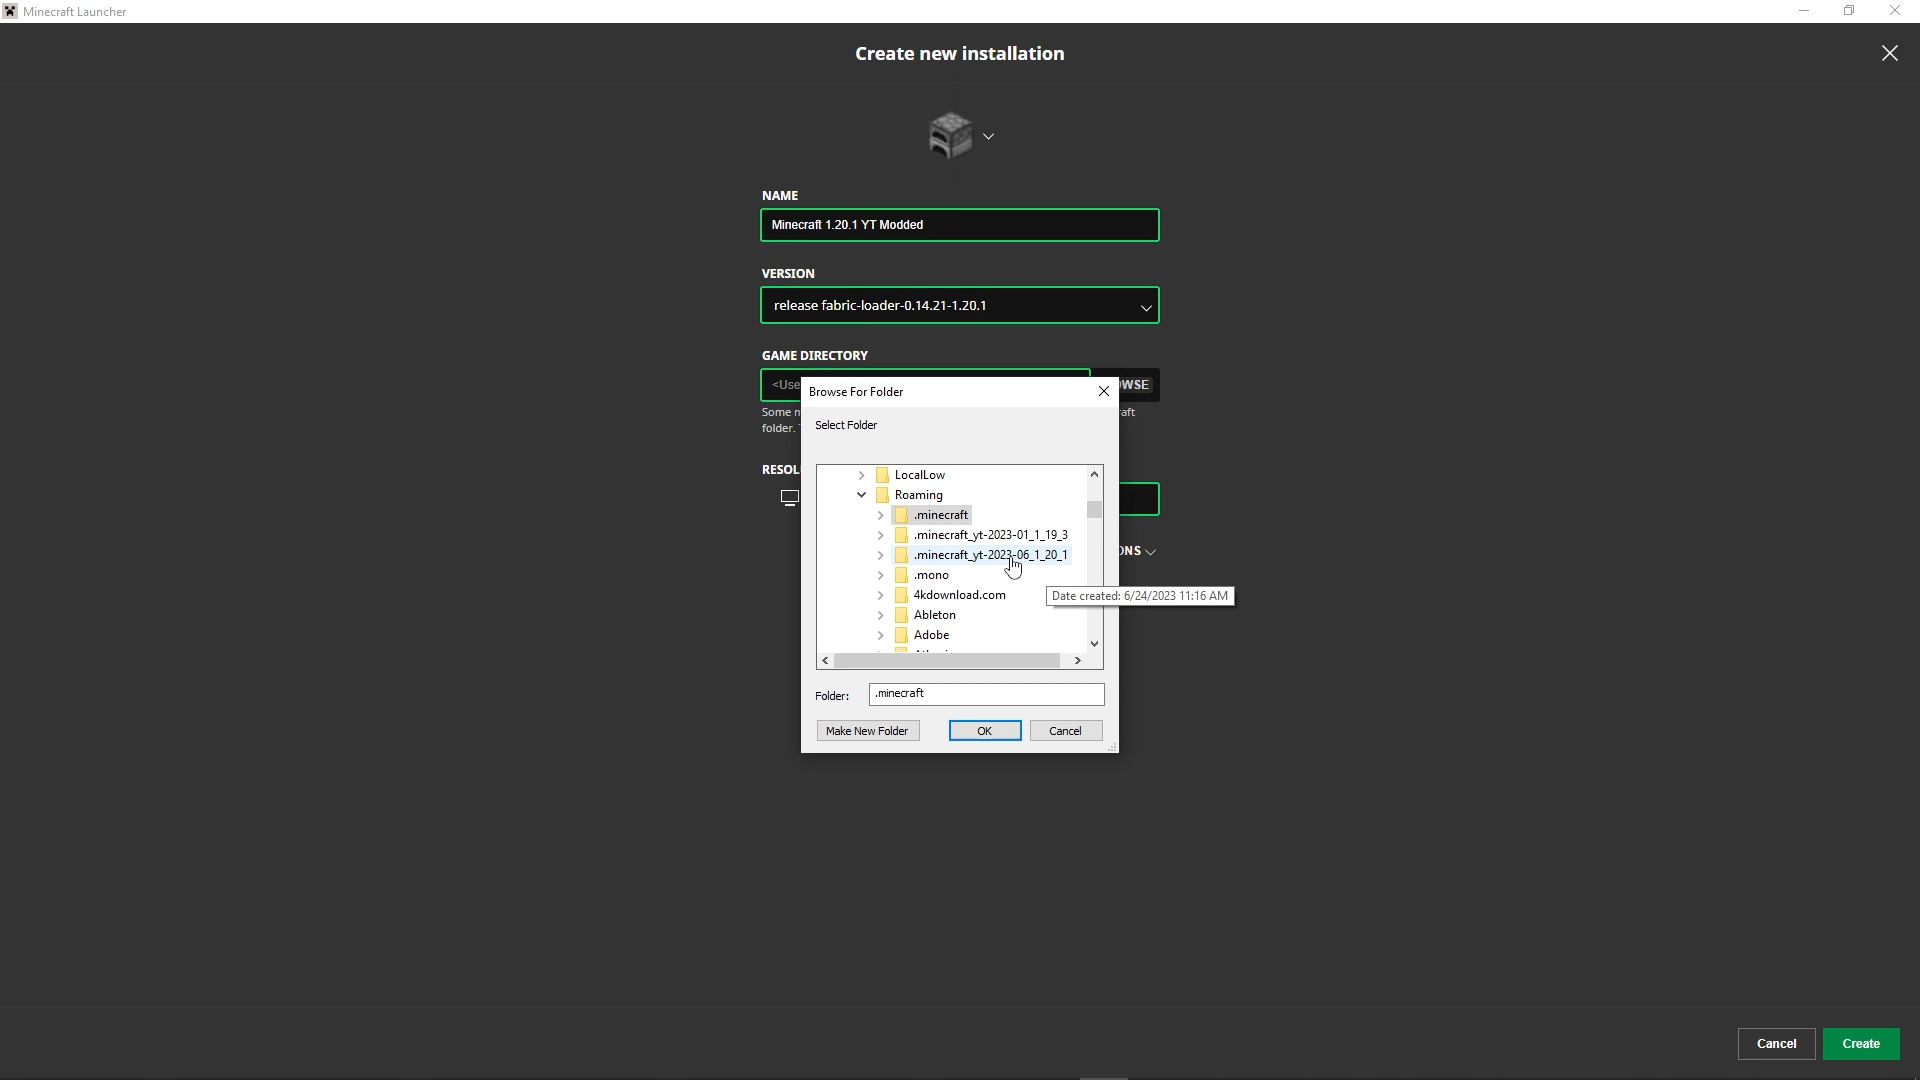 Minecraft Launcher
Create new installation
NAME
Minecraft 1.20.1 YT Modded
VERSION
release fabric-loader-0.14.21-1.20.1
GAME DIRECTORY
<Use
WSE
Some
aft
folder.
Browse For Folder
Select Folder
LocalLow
Roaming
.minecraft
.minecraft_yt-2023-01_1_19_3
.minecraft_yt-2023-06_1_20_1
.mono
4kdownload.com
Ableton
Adobe
Date created: 6/24/2023 11:16 AM
Folder:
.minecraft
Make New Folder
OK
Cancel
RESOL
ONS
Cancel
Create